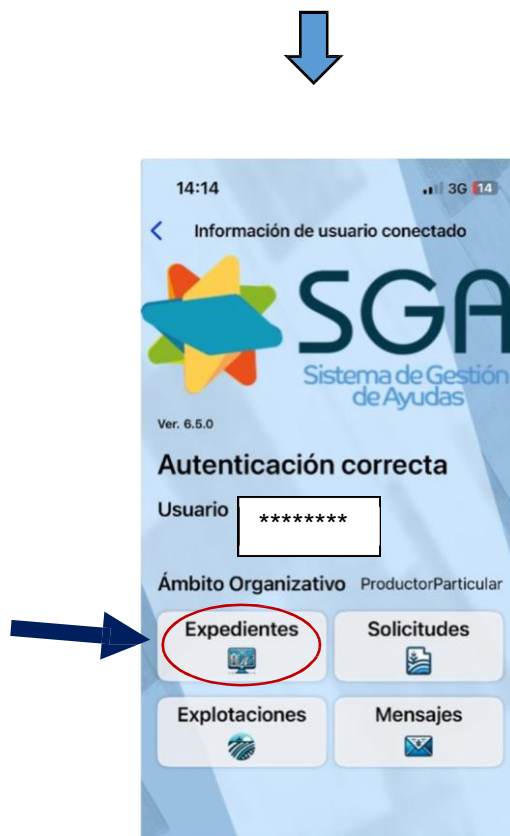 14:14 3G 14
Información de usuario conectado
SGA
Sistema de Gestión
de Ayudas
Ver. 6.5.0
Autenticación correcta
Usuario ********
Ámbito Organizativo ProductorParticular
Expedientes Solicitudes
Explotaciones Mensajes